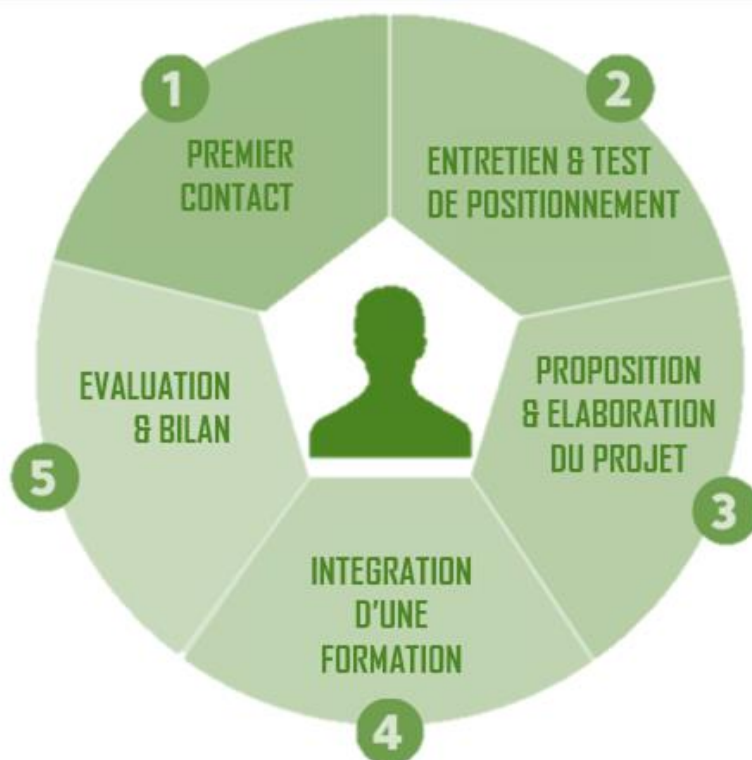 1
PREMIER
CONTACT
2
ENTRETIEN & TEST
DE POSITIONNEMENT
3
PROPOSITION
& ELABORATION
DU PROJET
4
INTEGRATION
D'UNE
FORMATION
5
EVALUATION
& BILAN